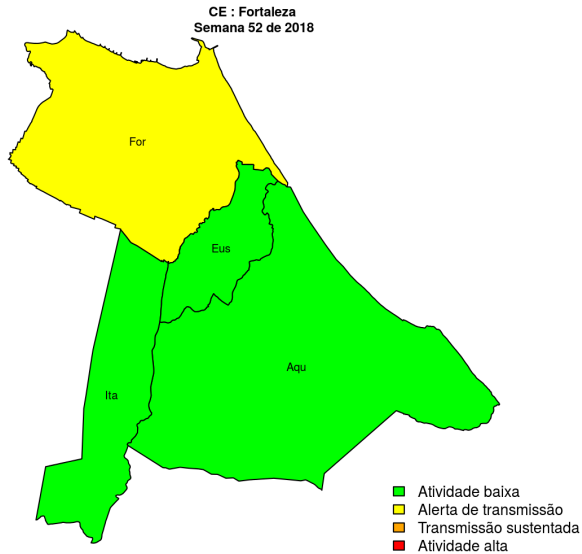 CE : Fortaleza
Semana 52 de 2018
For
Eus
Aqu
Ita
Atividade baixa
Alerta de transmissão
Transmissão sustentada
Atividade alta